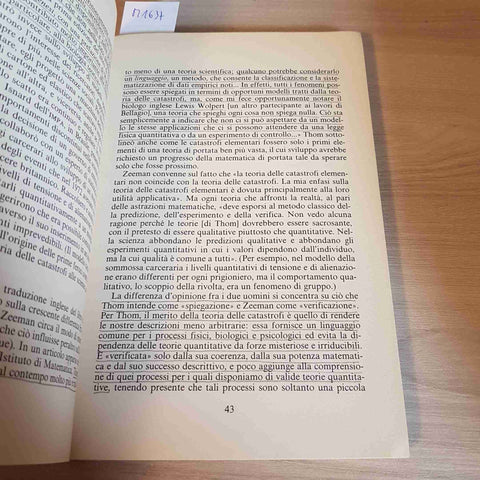 M1637
to meno di una teoria scientifica; qualcuno potrebbe considerarlo
un linguaggio, un metodo, che consente la classificazione e la siste-
matizzazione di dati empirici noti... In effetti, tutti i fenomeni pos-
sono essere spiegati in termini di opportuni modelli tratti dalla teo-
ria delle catastrofi, ma, come mi fece opportunamente notare il
biologo inglese Lewis Wolpert [un altro partecipante ai lavori di
Bellagio], una teoria che spieghi ogni cosa non spiega nulla. Ciò sta
semplicemente a indicare che non ci si può aspettare da un model-
lo le stesse applicazioni che ci si possono attendere da una legge
fisica quantitativa o da un esperimento di controllo...» Thom sotto-
lineò anche come le catastrofi elementari fossero solo i primi ele-
menti di una teoria di portata ben più vasta, il cui sviluppo avrebbe
richiesto un progresso della matematica di portata tale da sperare
solo che fosse prossimo.
Zeeman convenne sul fatto che «la teoria delle catastrofi elemen-
tari non coincide con la teoria delle catastrofi. La mia enfasi sulla
teoria delle catastrofi elementari è dovuta principalmente alla loro
utilità applicativa». Ma ogni teoria che affronti la realtà, al pari
delle astrazioni matematiche, «deve esporsi al metodo classico del-
la predizione, dell'esperimento e della verifica. Non vedo alcuna
ragione perché le teorie [di Thom] dovrebbero essere trascurate
con il pretesto di essere qualitative piuttosto che quantitative. Nel-
la scienza abbondano le predizioni qualitative e abbondano gli
esperimenti quantitativi in cui i valori dipendono dall'individuo,
ma la cui qualità è comune a tutti». (Per esempio, nel modello della
sommossa carceraria i livelli quantitativi di tensione e di alienazio-
ne erano differenti per ogni prigioniero, ma il comportamento qua-
litativo, lo scoppio della rivolta, era un fenomeno di gruppo.)
La differenza d'opinione fra i due uomini si concentra su ciò che
Thom intende come «spiegazione» e Zeeman come «verificazione».
Per Thom, il merito della teoria delle catastrofi è quello di rendere
le nostre descrizioni meno arbitrarie: essa fornisce un linguaggio
comune per i processi fisici, biologici e psicologici ed evita la di-
pendenza delle teorie quantitative da forze misteriose e irriducibili.
È «verificata» solo dalla sua coerenza, dalla sua potenza matemati-
ca e dal suo successo descrittivo, e poco aggiunge alla comprensio-
ne di quei processi per i quali disponiamo di valide teorie quantita-
tive, tenendo presente che tali processi sono soltanto una piccola
43